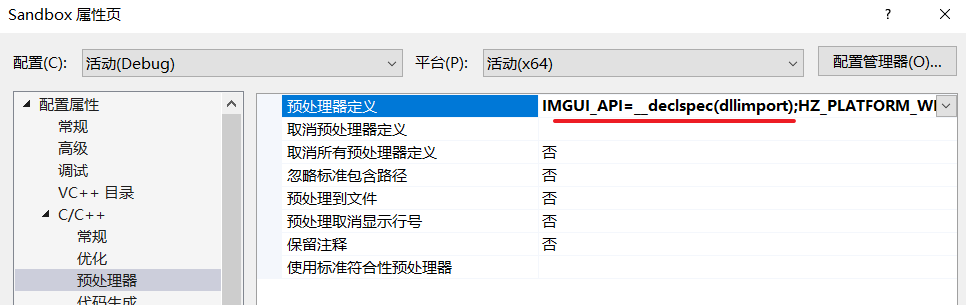 Sandbox 属性页
? ×
配置(C): 活动(Debug) 平台(P): 活动(x64) 配置管理器(O)...
配置属性
常规
高级
调试
VC++ 目录
C/C++
常规
优化
预处理器
代码生成
预处理器定义 IMGUI_API=__declspec(dllimport);HZ_PLATFORM_WI
取消预处理器定义
取消所有预处理器定义 否
忽略标准包含路径 否
预处理到文件 否
预处理取消显示行号 否
保留注释 否
使用标准符合性预处理器